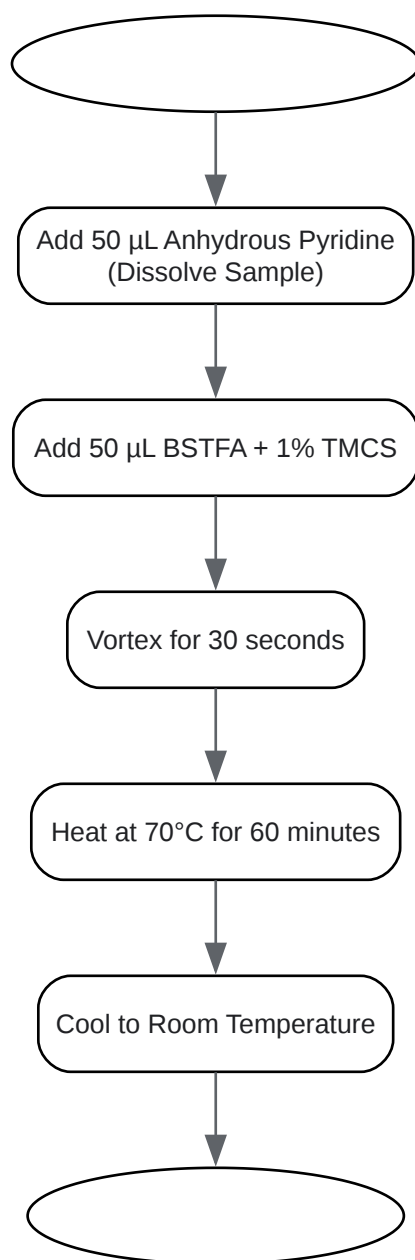 Add 50 µL Anhydrous Pyridine
(Dissolve Sample)
Add 50 µL BSTFA + 1% TMCS
Vortex for 30 seconds
Heat at 70°C for 60 minutes
Cool to Room Temperature